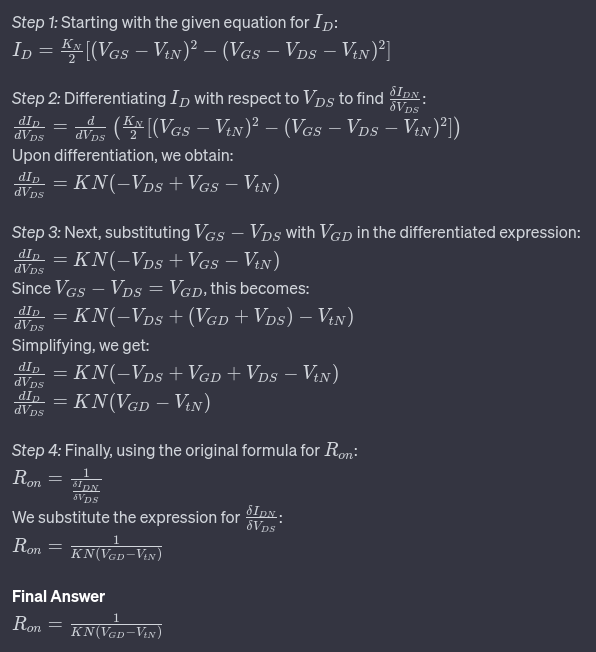 Step 1: Starting with the given equation for $I_D$:
$I_D = \frac{K_N}{2}[(V_{GS} - V_{tN})^2 - (V_{GS} - V_{DS} - V_{tN})^2]$
Step 2: Differentiating $I_D$ with respect to $V_{DS}$ to find $\frac{\delta I_{DN}}{\delta V_{DS}}$:
$\frac{dI_D}{dV_{DS}} = \frac{d}{dV_{DS}} \left( \frac{K_N}{2}[(V_{GS} - V_{tN})^2 - (V_{GS} - V_{DS} - V_{tN})^2] \right)$
Upon differentiation, we obtain:
$\frac{dI_D}{dV_{DS}} = KN(-V_{DS} + V_{GS} - V_{tN})$
Step 3: Next, substituting $V_{GS} - V_{DS}$ with $V_{GD}$ in the differentiated expression:
$\frac{dI_D}{dV_{DS}} = KN(-V_{DS} + V_{GS} - V_{tN})$
Since $V_{GS} - V_{DS} = V_{GD}$, this becomes:
$\frac{dI_D}{dV_{DS}} = KN(-V_{DS} + (V_{GD} + V_{DS}) - V_{tN})$
Simplifying, we get:
$\frac{dI_D}{dV_{DS}} = KN(-V_{DS} + V_{GD} + V_{DS} - V_{tN})$
$\frac{dI_D}{dV_{DS}} = KN(V_{GD} - V_{tN})$
Step 4: Finally, using the original formula for $R_{on}$:
$R_{on} = \frac{1}{\frac{\delta I_{DN}}{\delta V_{DS}}}$
We substitute the expression for $\frac{\delta I_{DN}}{\delta V_{DS}}$:
$R_{on} = \frac{1}{KN(V_{GD} - V_{tN})}$
Final Answer
$R_{on} = \frac{1}{KN(V_{GD} - V_{tN})}$